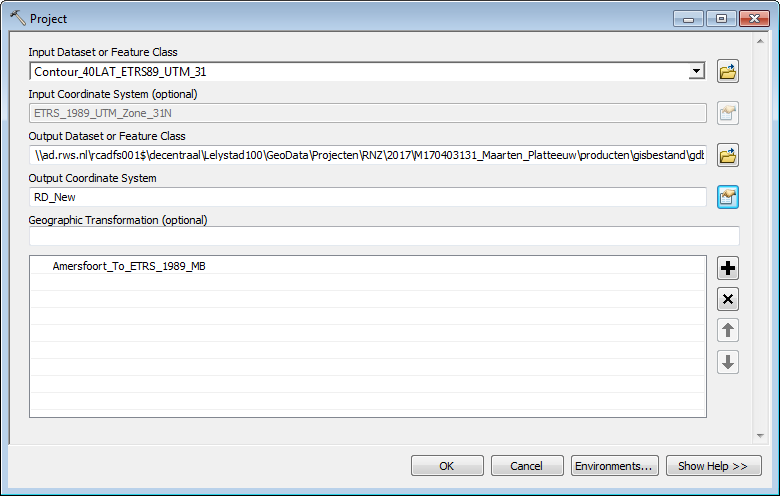 Project
Input Dataset or Feature Class
Contour_40LAT_ETRS89_UTM_31
Input Coordinate System (optional)
ETRS_1989_UTM_Zone_31N
Output Dataset or Feature Class
\\ad.rws.nl\rcadfs001$\decentraal\Lelystad100\GeoData\Projecten\RNZ\2017\M170403131_Maarten_Platteeuw\producten\gisbestand\gdb
Output Coordinate System
RD_New
Geographic Transformation (optional)
Amersfoort_To_ETRS_1989_MB
OK
Cancel
Environments...
Show Help >>